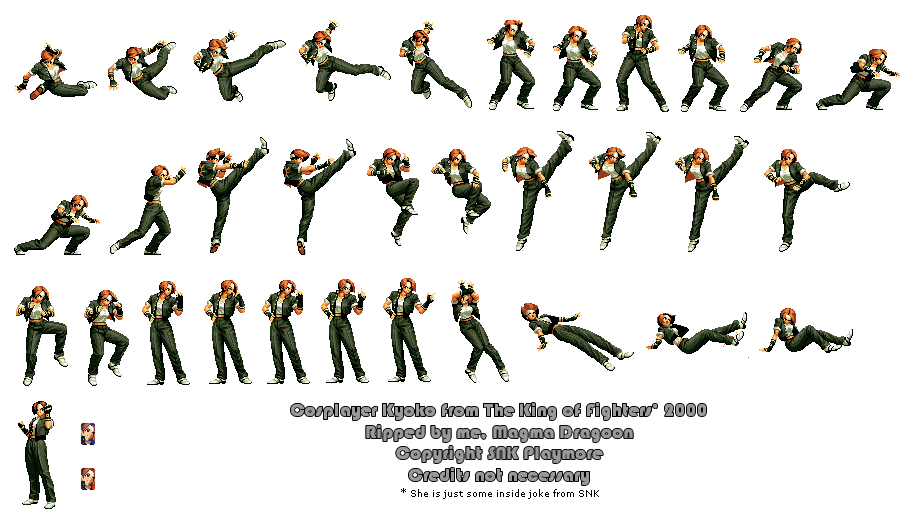 Cosplayer Kyoko from The King of Fighters' 2000
Ripped by me, Magma Dragoon
Copyright SNK Playmore
Credits not necessary
* She is just some inside joke from SNK